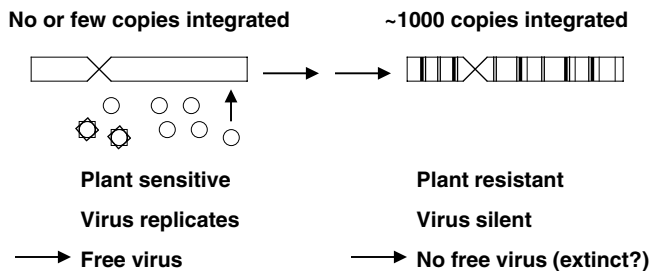 No or few copies integrated
~1000 copies integrated
Plant sensitive
Plant resistant
Virus replicates
Virus silent
Free virus
No free virus (extinct?)